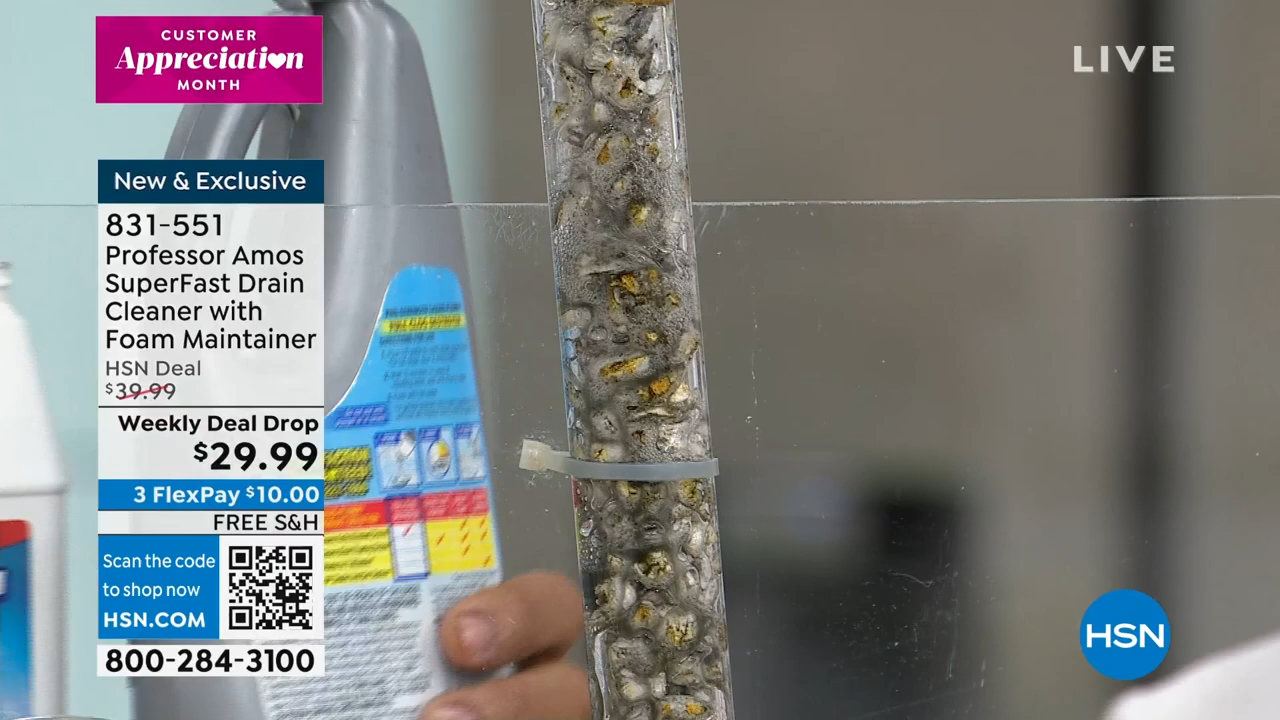 CUSTOMER
Appreciation
MONTH
LIVE
New & Exclusive
831-551
Professor Amos
SuperFast Drain
Cleaner with
Foam Maintainer
HSN Deal
$39.99
Weekly Deal Drop
$29.99
3 FlexPay $10.00
FREE S&H
Scan the code
to shop now
HSN.COM
800-284-3100
HSN